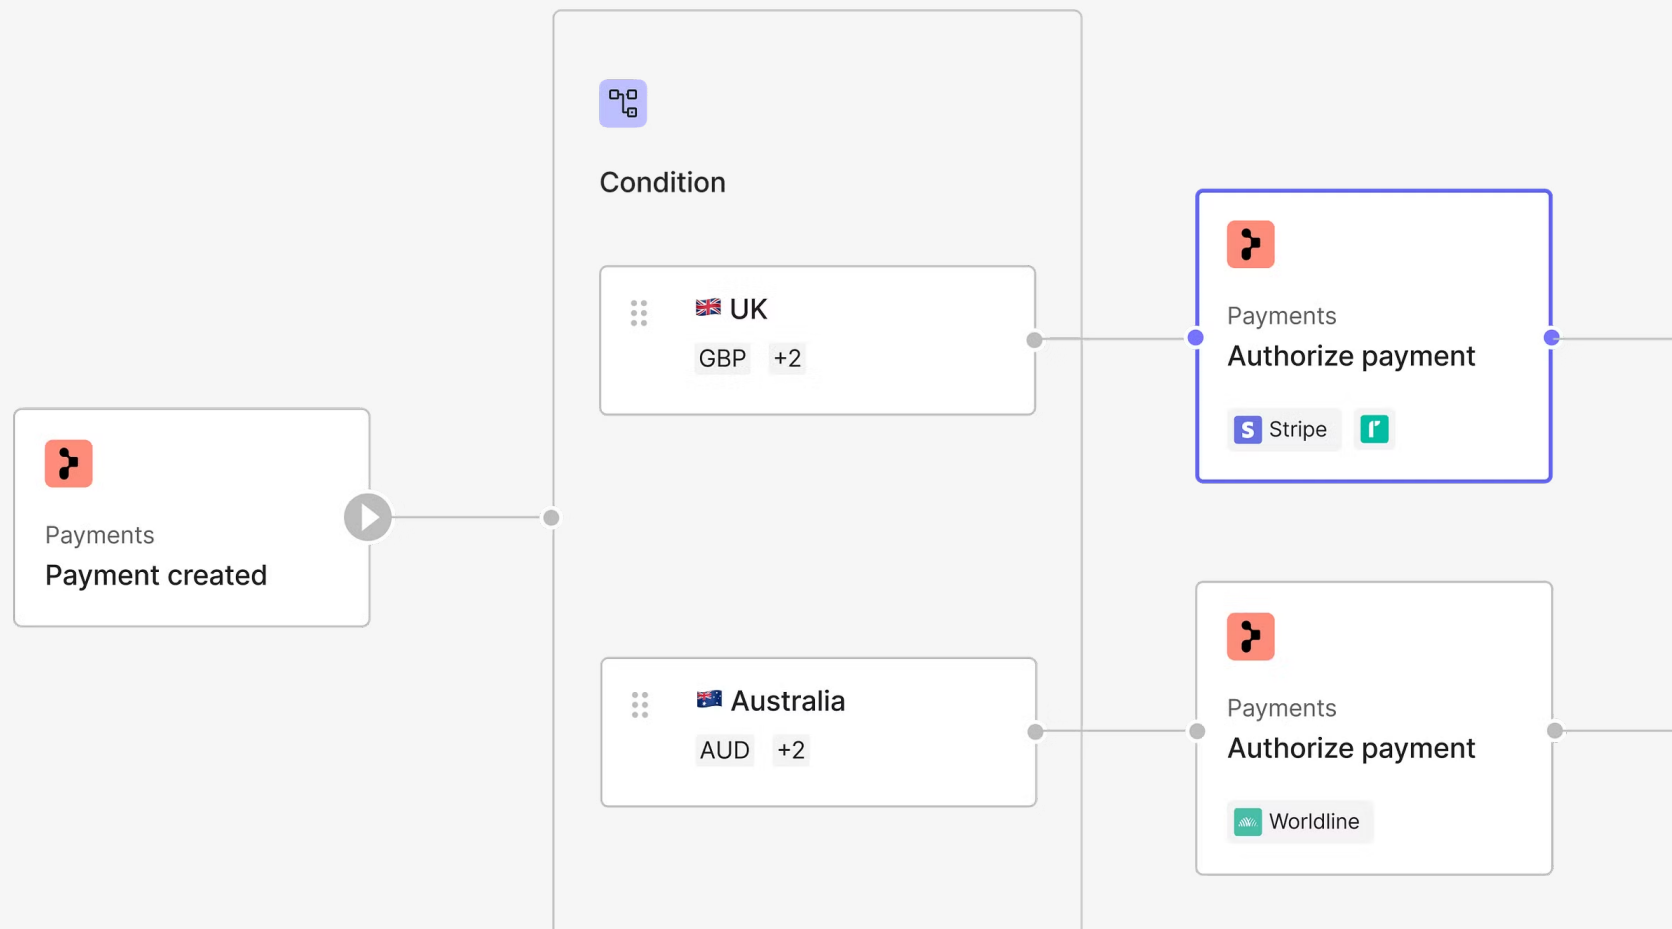 Condition
UK
GBP +2
Payments
Authorize payment
S Stripe
r
Payments
Payment created
Australia
AUD +2
Payments
Authorize payment
Worldline